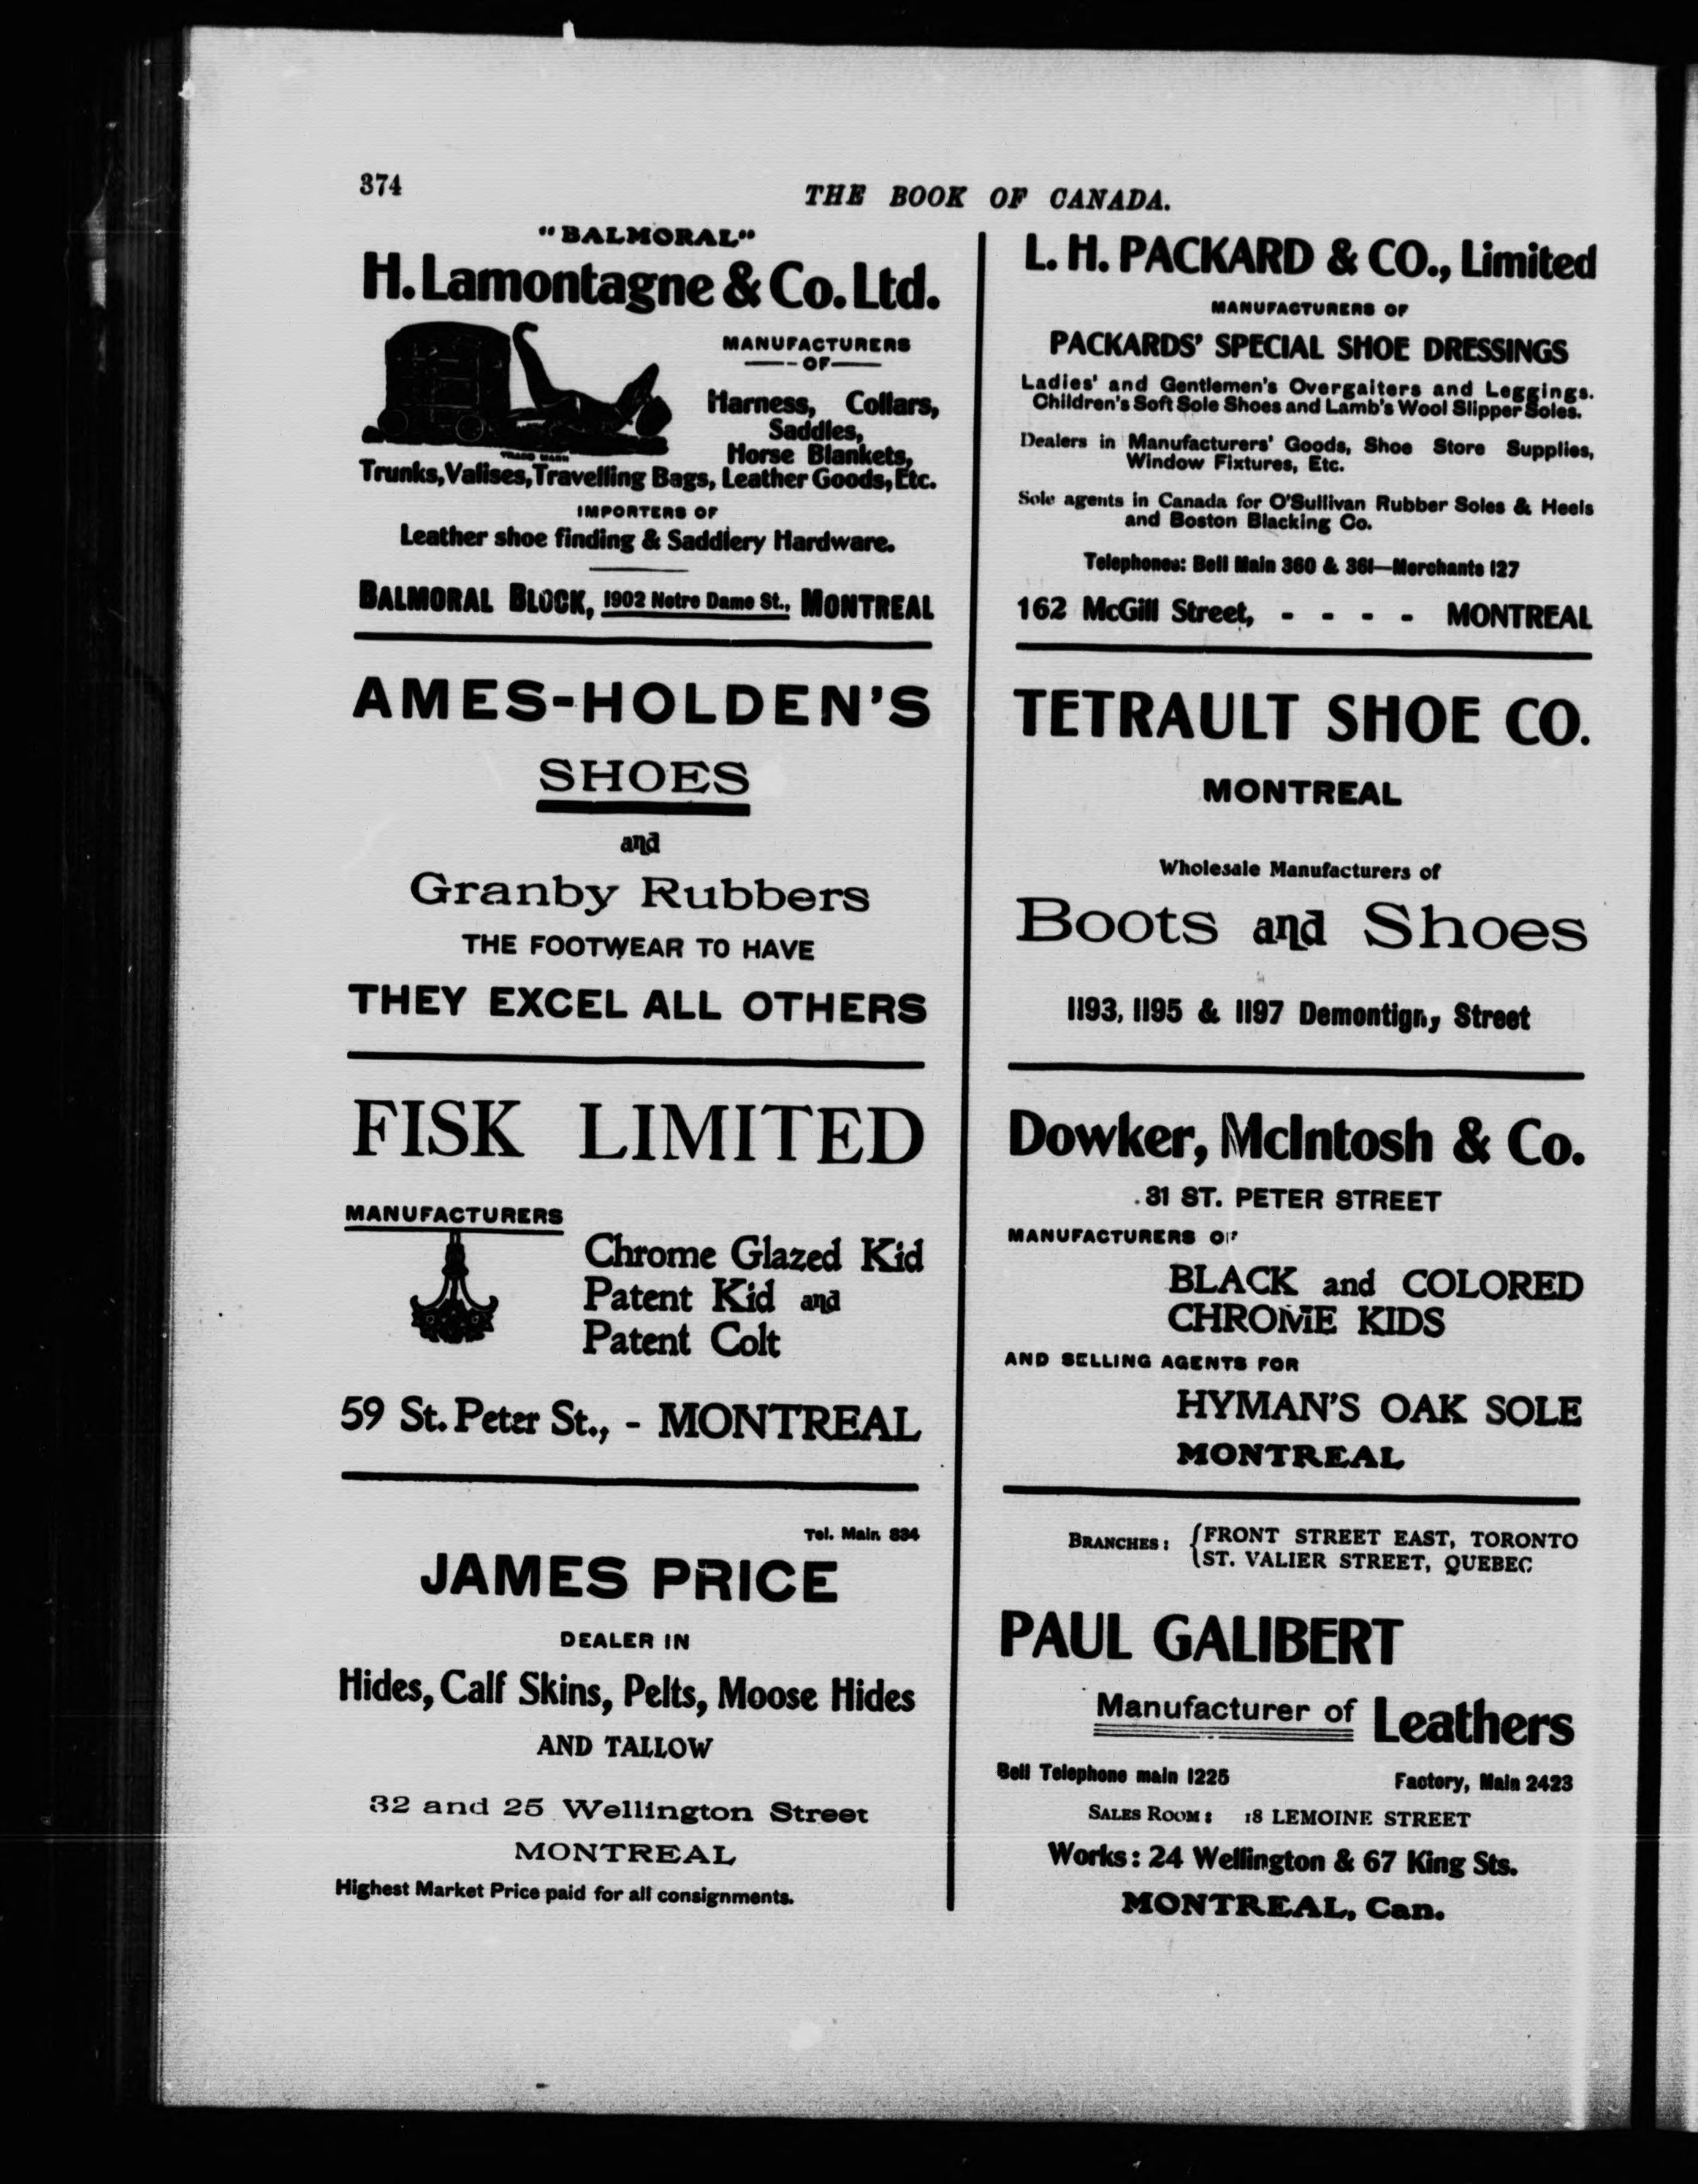 374
THE BOOK OF CANADA.
"BALMORAL"
H. Lamontagne & Co. Ltd.
MANUFACTURERS
OF
Harness, Collars,
Saddles,
Horse Blankets,
TRADE MARK
Trunks, Valises, Travelling Bags, Leather Goods, Etc.
IMPORTERS OF
Leather shoe finding & Saddlery Hardware.
BALMORAL BLOCK, 1902 Notre Dame St., MONTREAL
AMES-HOLDEN'S
SHOES
and
Granby Rubbers
THE FOOTWEAR TO HAVE
THEY EXCEL ALL OTHERS
FISK LIMITED
MANUFACTURERS
Chrome Glazed Kid
Patent Kid and
Patent Colt
59 St. Peter St., - MONTREAL
Tel. Main 834
JAMES PRICE
DEALER IN
Hides, Calf Skins, Pelts, Moose Hides
AND TALLOW
32 and 25 Wellington Street
MONTREAL
Highest Market Price paid for all consignments.
L. H. PACKARD & CO., Limited
MANUFACTURERS OF
PACKARDS' SPECIAL SHOE DRESSINGS
Ladies' and Gentlemen's Overgaiters and Leggings.
Children's Soft Sole Shoes and Lamb's Wool Slipper Soles.
Dealers in Manufacturers' Goods, Shoe Store Supplies,
Window Fixtures, Etc.
Sole agents in Canada for O'Sullivan Rubber Soles & Heels
and Boston Blacking Co.
Telephones: Bell Main 360 & 361—Merchants 127
162 McGill Street, - - - - MONTREAL
TETRAULT SHOE CO.
MONTREAL
Wholesale Manufacturers of
Boots and Shoes
1193, 1195 & 1197 Demontigny Street
Dowker, McIntosh & Co.
31 ST. PETER STREET
MANUFACTURERS OF
BLACK and COLORED
CHROME KIDS
AND SELLING AGENTS FOR
HYMAN'S OAK SOLE
MONTREAL
BRANCHES: { FRONT STREET EAST, TORONTO
ST. VALIER STREET, QUEBEC
PAUL GALIBERT
Manufacturer of Leathers
Bell Telephone main 1225 Factory, Main 2423
SALES ROOM: 18 LEMOINE STREET
Works: 24 Wellington & 67 King Sts.
MONTREAL, Can.